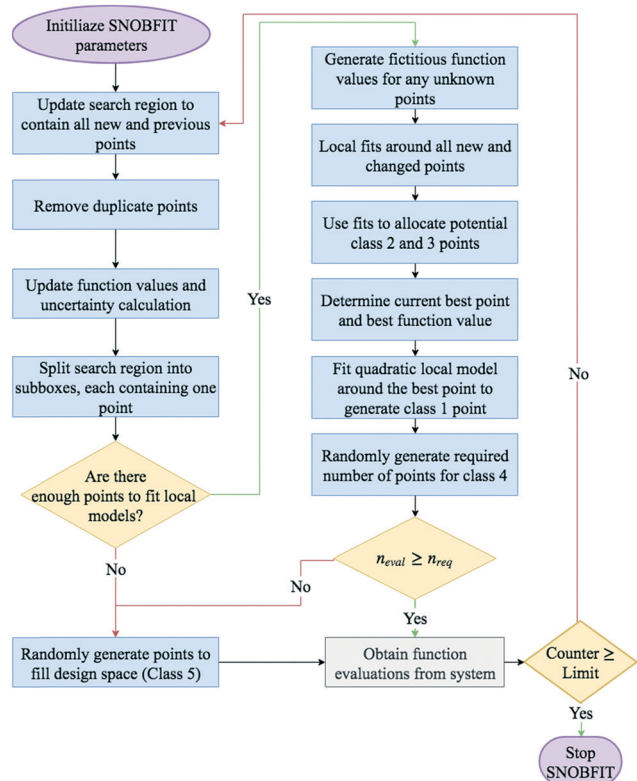 Initiliaze SNOBFIT
parameters
Update search region to
contain all new and previous
points
Remove duplicate points
Update function values and
uncertainty calculation
Split search region into
subboxes, each containing one
point
Are there
enough points to fit local
models?
Yes
No
Generate fictitious function
values for any unknown
points
Local fits around all new and
changed points
Use fits to allocate potential
class 2 and 3 points
Determine current best point
and best function value
Fit quadratic local model
around the best point to
generate class 1 point
Randomly generate required
number of points for class 4
n_eval ≥ n_req
No
Yes
Randomly generate points to
fill design space (Class 5)
Obtain function
evaluations from system
Counter ≥
Limit
No
Yes
Stop
SNOBFIT